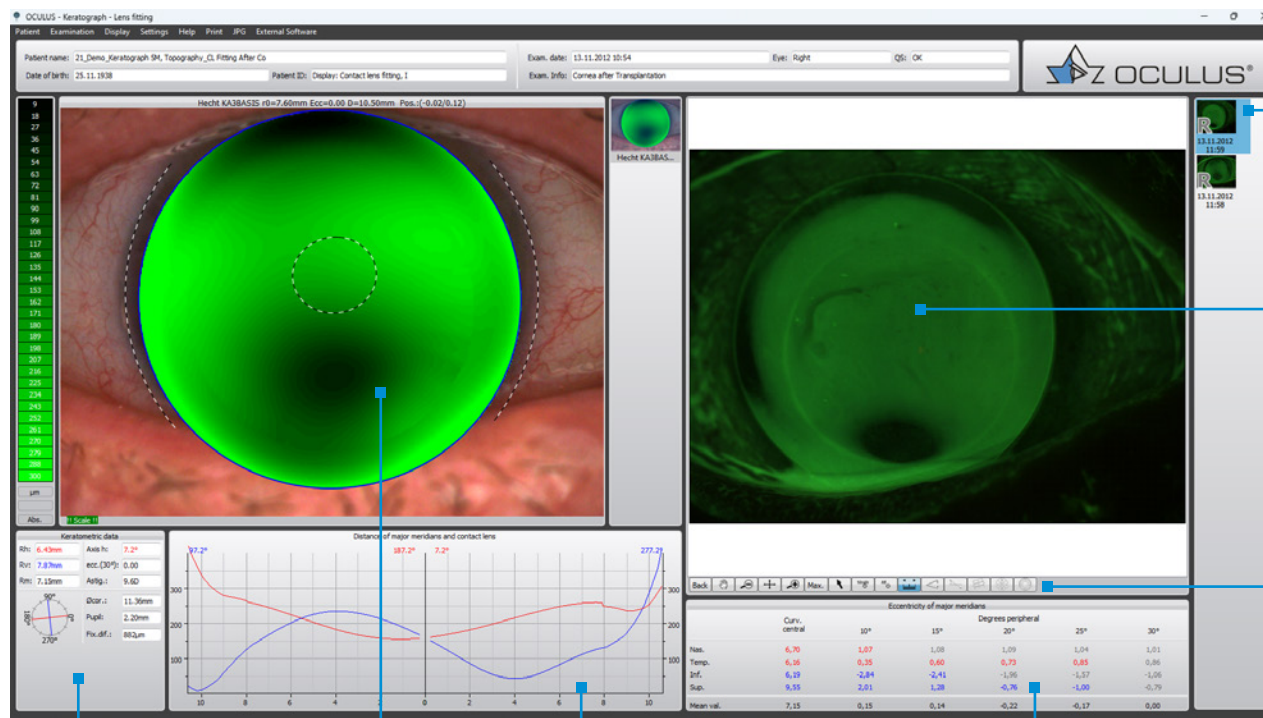 OCULUS - Keratograph - Lens fitting
Patient Examination Display Settings Help Print JPG External Software
Patient name: 21_Demo_Keratograph 5M, Topography_CL Fitting After Co
Exam. date: 13.11.2012 10:54 Eye: Right QS: OK
Date of birth: 25.11.1938 Patient ID: Display: Contact lens fitting, I
Exam. Info: Cornea after Transplantation
OCULUS®
Hecht KA3BASIS r0=7.60mm Ecc=0.00 D=10.50mm Pos.:(-0.02/0.12)
9
18
27
36
45
54
63
72
81
90
99
108
117
126
135
144
153
162
171
180
189
198
207
216
225
234
243
252
261
270
279
288
300
µm
Abs.
!! Scale !!
Hecht KA3BAS...
R
13.11.2012
11:59
R
13.11.2012
11:58
Back Max.
Keratometric data
Rh: 6.43mm Axis h: 7.2°
Rv: 7.87mm ecc.(30°): 0.00
Rm: 7.15mm Astig.: 9.6D
Øcor.: 11.36mm
Pupil: 2.20mm
Fix.dif.: 882µm
90°
180° 0°
270°
Distance of major meridians and contact lens
97.2° 187.2° 7.2° 277.2°
300 300
200 200
100 100
10 8 6 4 2 0 2 4 6 8 10
Eccentricity of major meridians
Curv. central Degrees peripheral
10° 15° 20° 25° 30°
Nas. 6,70 1,07 1,08 1,09 1,04 1,01
Temp. 6,16 0,35 0,60 0,73 0,85 0,86
Inf. 6,19 -2,84 -2,41 -1,96 -1,57 -1,06
Sup. 9,55 2,01 1,28 -0,76 -1,00 -0,79
Mean val. 7,15 0,15 0,14 -0,22 -0,17 0,00